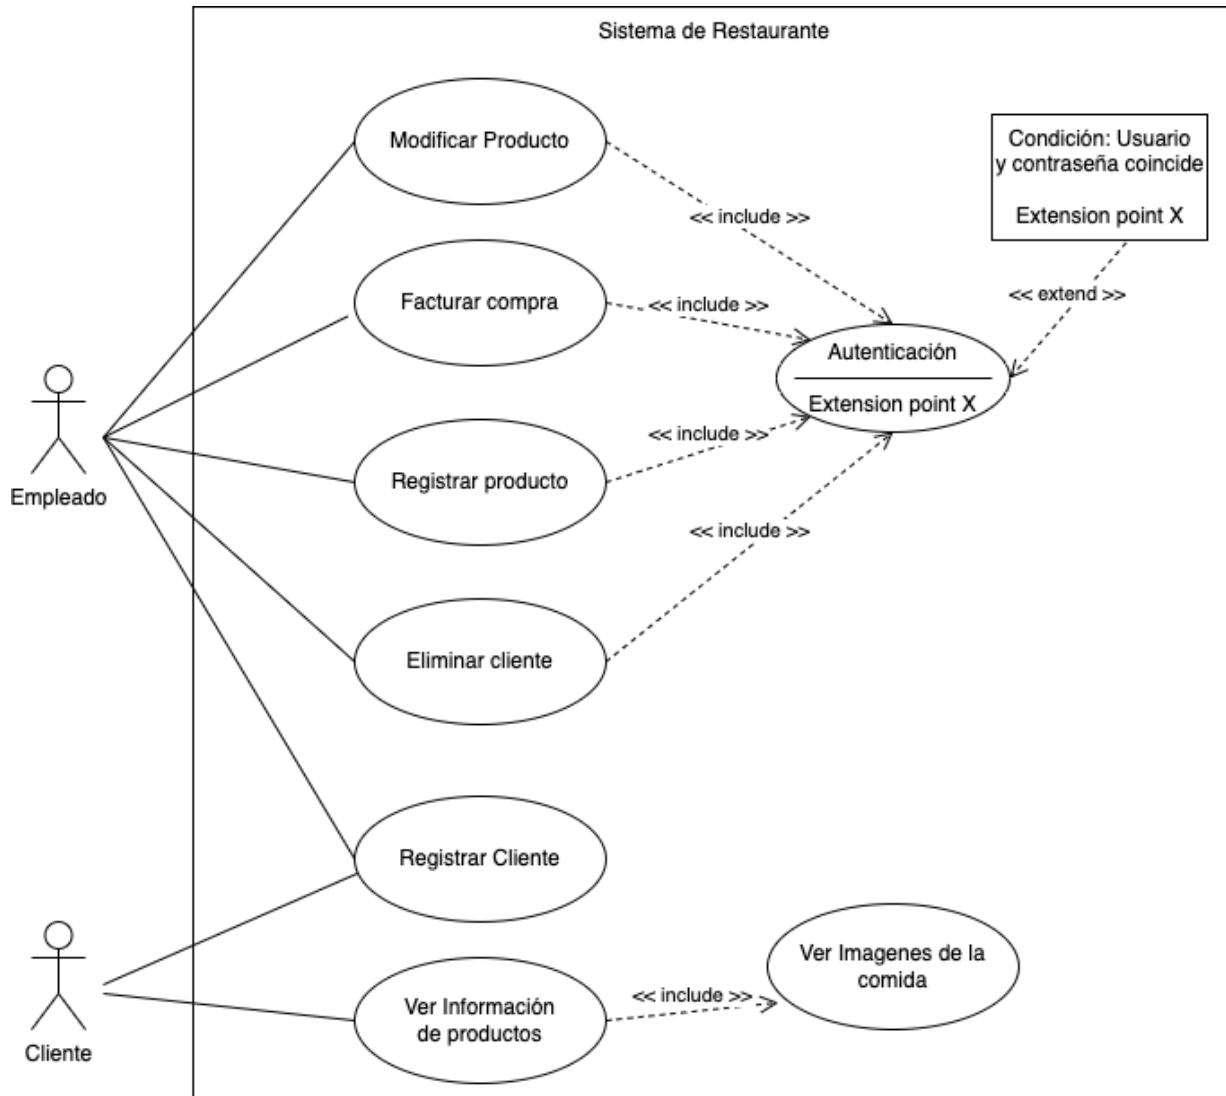 Sistema de Restaurante
Modificar Producto
Condición: Usuario
y contraseña coincide
Extension point X
<< include >>
Facturar compra
<< include >>
<< extend >>
Autenticación
Extension point X
Empleado
Registrar producto
<< include >>
<< include >>
Eliminar cliente
Registrar Cliente
Cliente
Ver Información
de productos
<< include >>
Ver Imagenes de la
comida